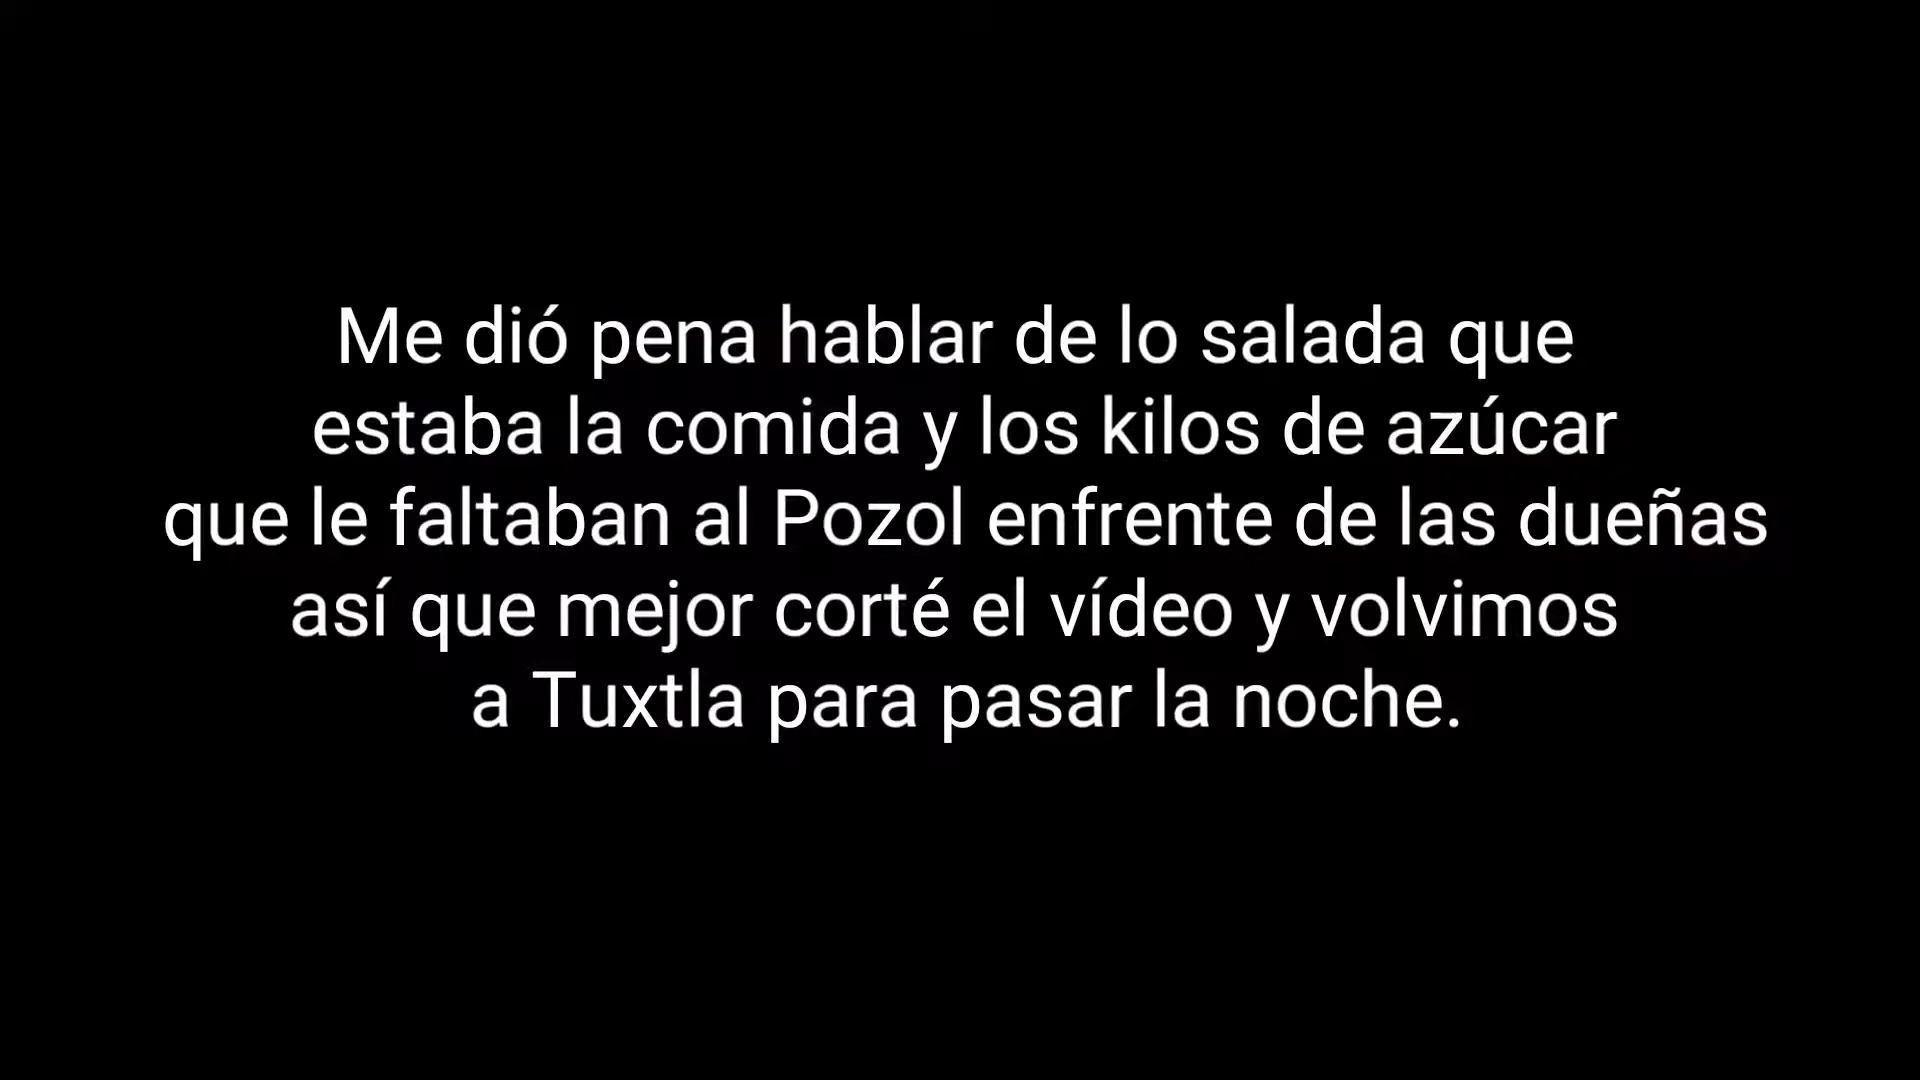 Me dió pena hablar de lo salada que
estaba la comida y los kilos de azúcar
que le faltaban al Pozol enfrente de las dueñas
así que mejor corté el vídeo y volvimos
a Tuxtla para pasar la noche.